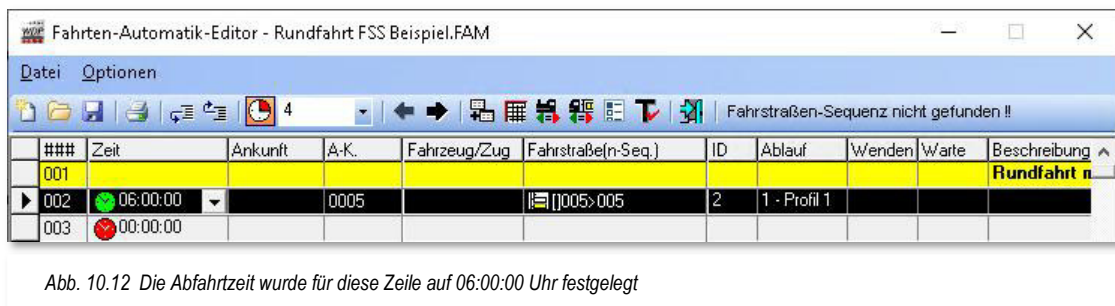 Fahrten-Automatik-Editor - Rundfahrt FSS Beispiel.FAM
Datei Optionen
4 Fahrstraßen-Sequenz nicht gefunden !!
### Zeit Ankunft A-K. Fahrzeug/Zug Fahrstraße(n-Seq.) ID Ablauf Wenden Warte Beschreibung
001 Rundfahrt
002 06:00:00 0005 []005>005 2 1 - Profil 1
003 00:00:00
Abb. 10.12 Die Abfahrtzeit wurde für diese Zeile auf 06:00:00 Uhr festgelegt